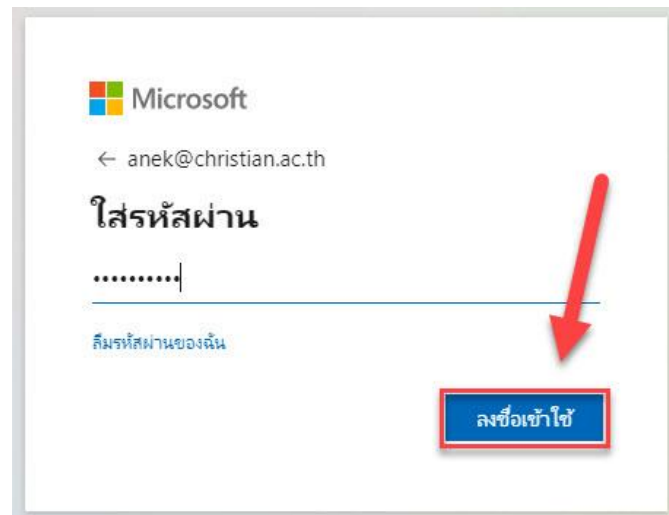 Microsoft
← anek@christian.ac.th
ใส่รหัสผ่าน
••••••••••
ลืมรหัสผ่านของฉัน
ลงชื่อเข้าใช้